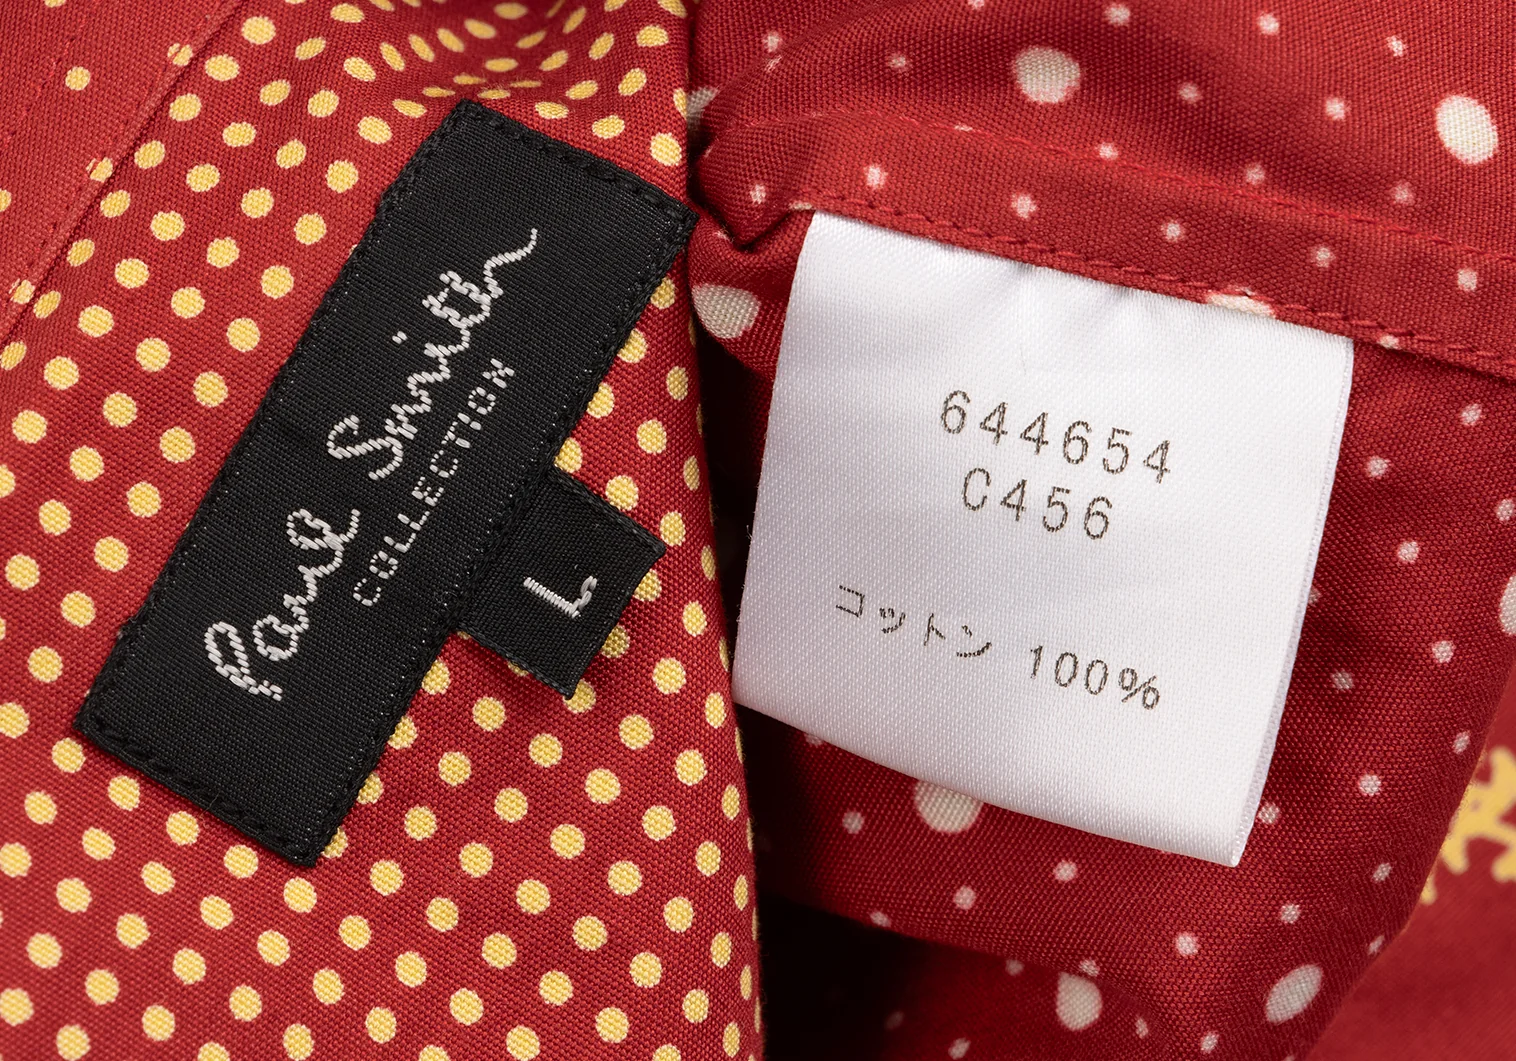 Paul Smith
COLLECTION
L
644654
C456
コットン 100%